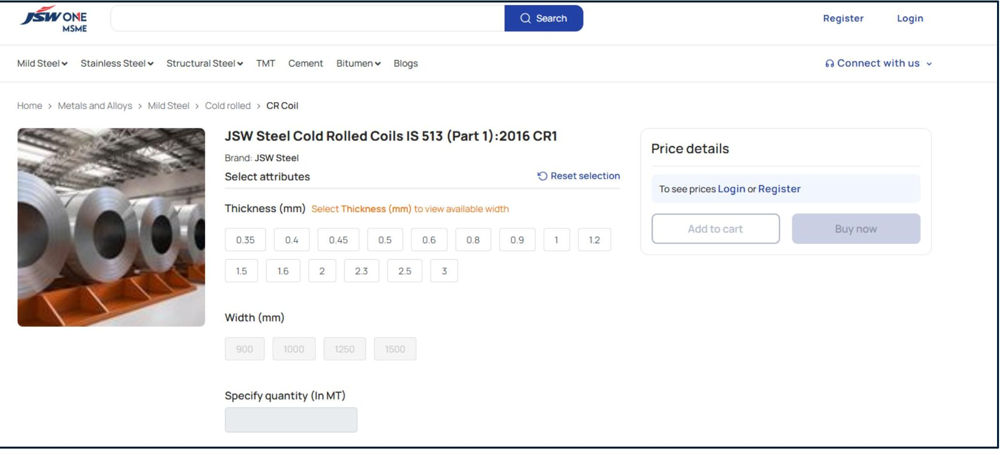 JSW ONE
MSME
Search
Register
Login
Mild Steel
Stainless Steel
Structural Steel
TMT
Cement
Bitumen
Blogs
Connect with us
Home > Metals and Alloys > Mild Steel > Cold rolled > CR Coil
JSW Steel Cold Rolled Coils IS 513 (Part 1):2016 CR1
Brand: JSW Steel
Select attributes
Reset selection
Thickness (mm) Select Thickness (mm) to view available width
0.35 0.4 0.45 0.5 0.6 0.8 0.9 1 1.2
1.5 1.6 2 2.3 2.5 3
Width (mm)
900 1000 1250 1500
Specify quantity (In MT)
Price details
To see prices Login or Register
Add to cart
Buy now